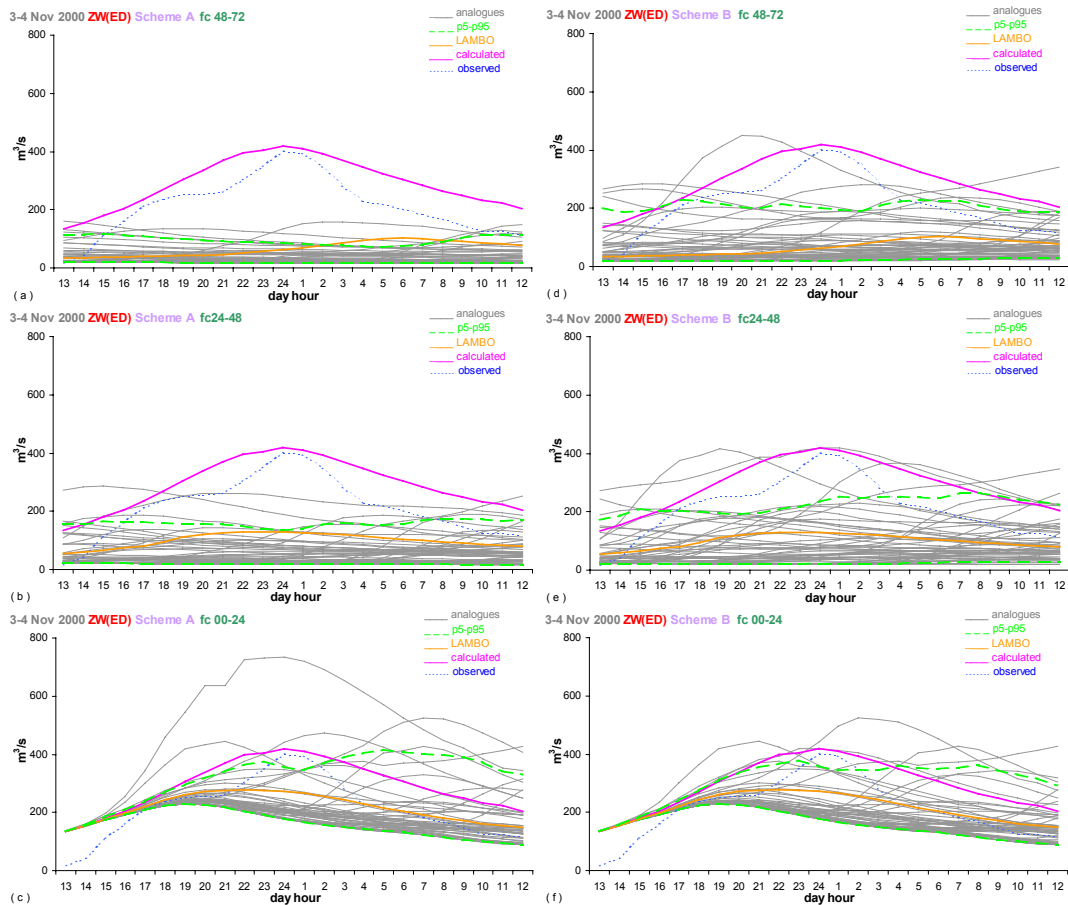 3-4 Nov 2000 ZW(ED) Scheme A fc 48-72
analogues
p5-p95
LAMBO
calculated
observed
800
600
400
200
0
m³/s
13 14 15 16 17 18 19 20 21 22 23 24 1 2 3 4 5 6 7 8 9 10 11 12
( a ) day hour
3-4 Nov 2000 ZW(ED) Scheme B fc 48-72
analogues
p5-p95
LAMBO
calculated
observed
800
600
400
200
0
m³/s
13 14 15 16 17 18 19 20 21 22 23 24 1 2 3 4 5 6 7 8 9 10 11 12
( d ) day hour
3-4 Nov 2000 ZW(ED) Scheme A fc24-48
analogues
p5-p95
LAMBO
calculated
observed
800
600
400
200
0
m³/s
13 14 15 16 17 18 19 20 21 22 23 24 1 2 3 4 5 6 7 8 9 10 11 12
( b ) day hour
3-4 Nov 2000 ZW(ED) Scheme B fc24-48
analogues
p5-p95
LAMBO
calculated
observed
800
600
400
200
0
m³/s
13 14 15 16 17 18 19 20 21 22 23 24 1 2 3 4 5 6 7 8 9 10 11 12
( e ) day hour
3-4 Nov 2000 ZW(ED) Scheme A fc 00-24
analogues
p5-p95
LAMBO
calculated
observed
800
600
400
200
0
m³/s
13 14 15 16 17 18 19 20 21 22 23 24 1 2 3 4 5 6 7 8 9 10 11 12
( c ) day hour
3-4 Nov 2000 ZW(ED) Scheme B fc 00-24
analogues
p5-p95
LAMBO
calculated
observed
800
600
400
200
0
m³/s
13 14 15 16 17 18 19 20 21 22 23 24 1 2 3 4 5 6 7 8 9 10 11 12
( f ) day hour